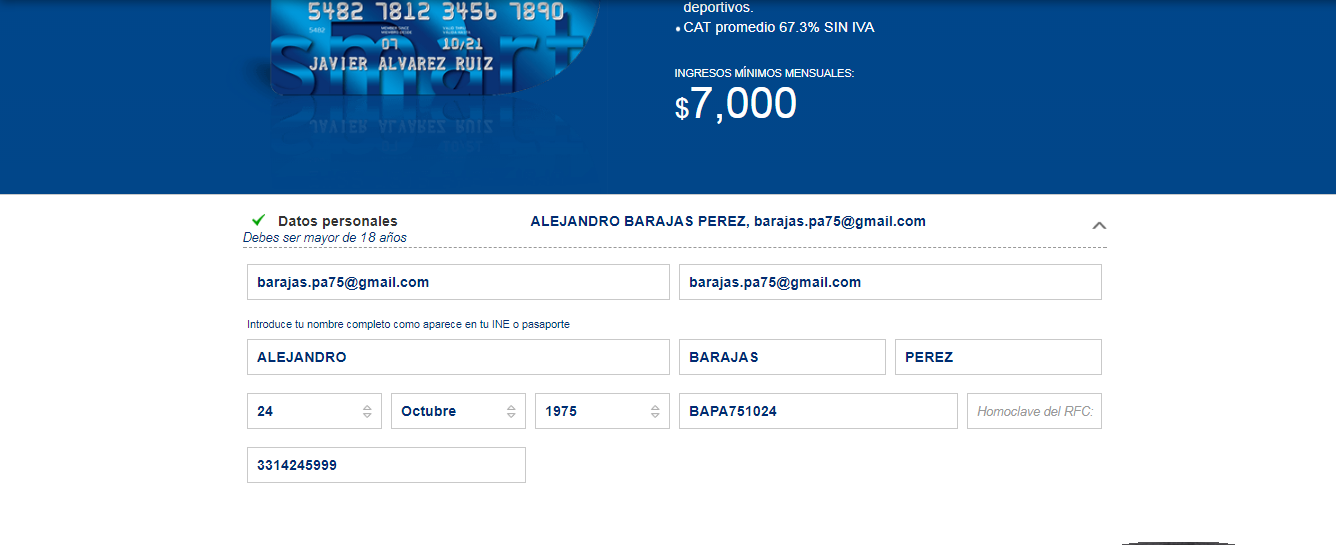 5482 7812 3456 7890
deportivos.
• CAT promedio 67.3% SIN IVA
5482
MEMBER SINCE
VALID THRU
07 10/21
smart
JAVIER ALVAREZ RUIZ
INGRESOS MÍNIMOS MENSUALES:
$7,000
Datos personales ALEJANDRO BARAJAS PEREZ, barajas.pa75@gmail.com
Debes ser mayor de 18 años
barajas.pa75@gmail.com barajas.pa75@gmail.com
Introduce tu nombre completo como aparece en tu INE o pasaporte
ALEJANDRO BARAJAS PEREZ
24 Octubre 1975 BAPA751024 Homoclave del RFC:
3314245999